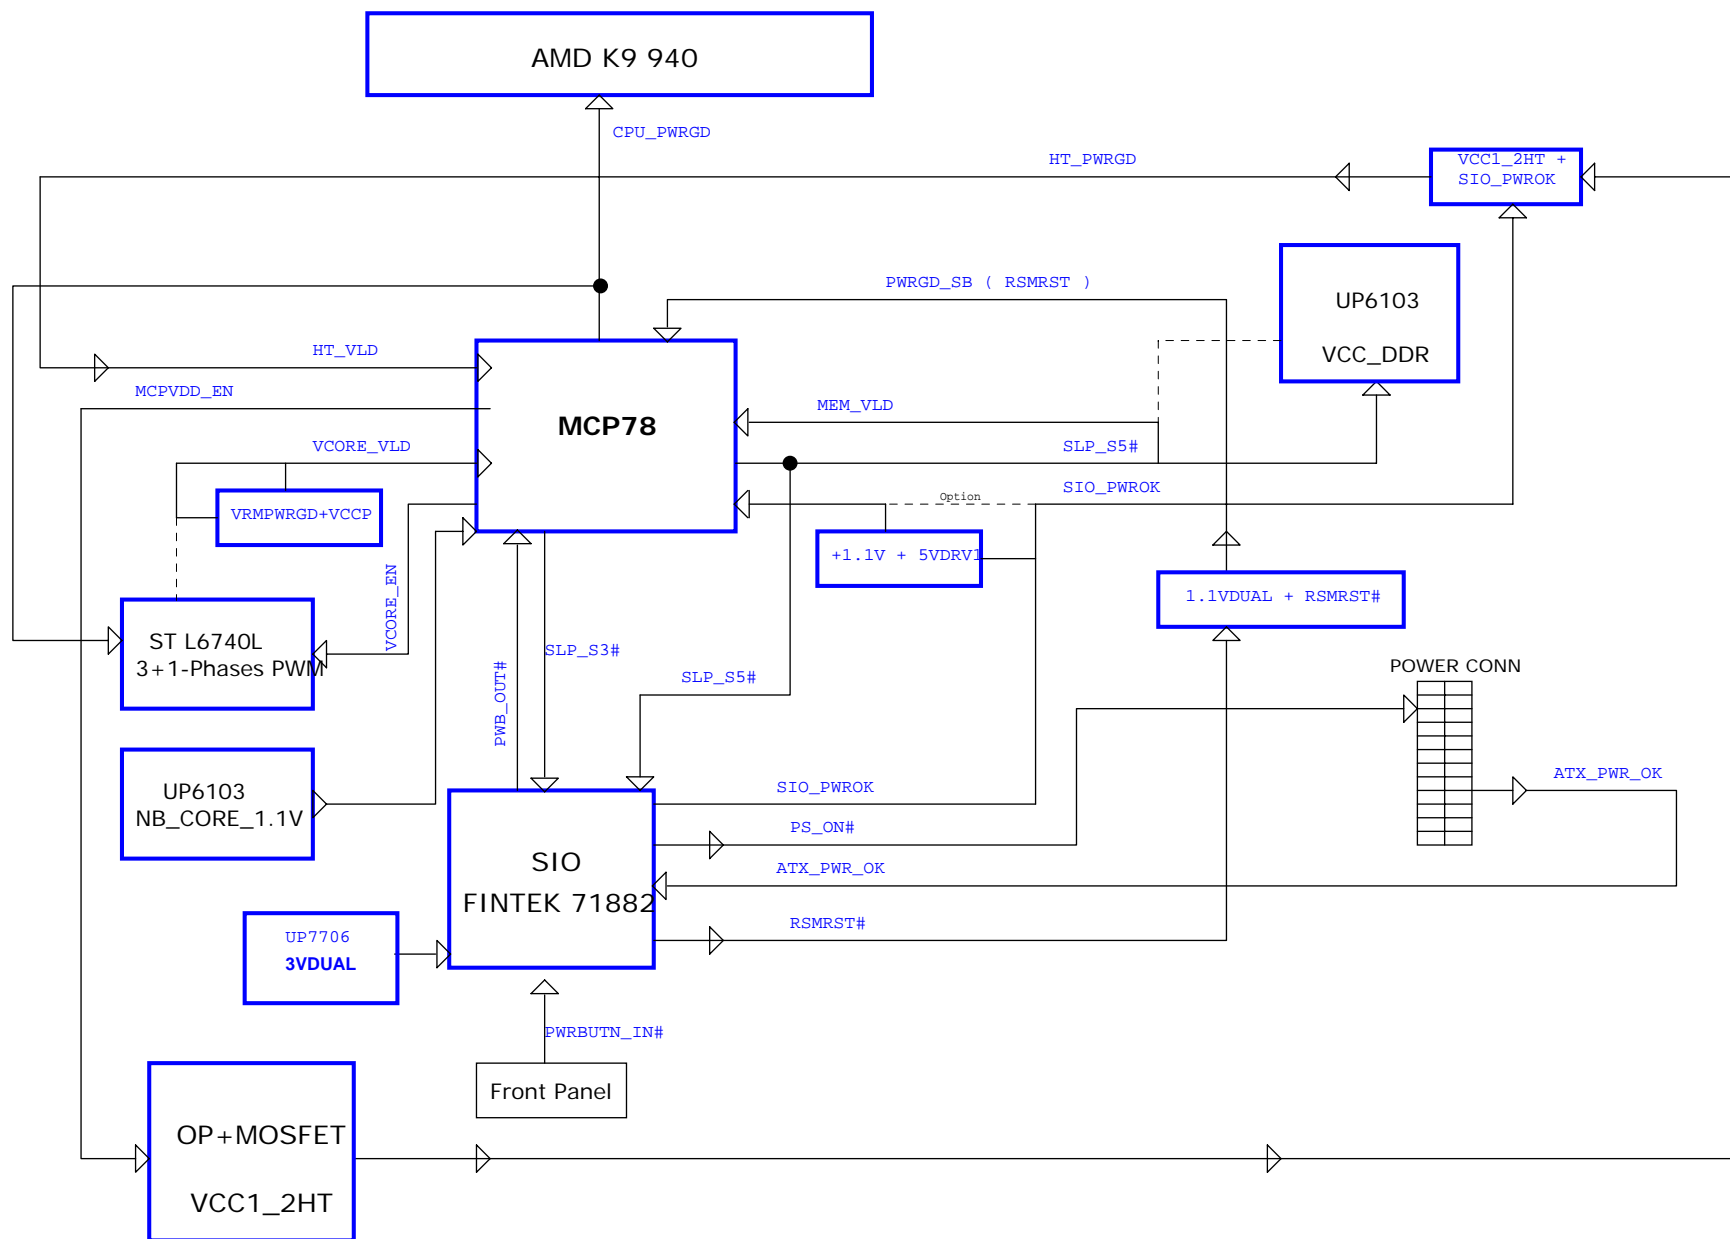 AMD K9 940
CPU_PWRGD
HT_PWRGD
VCC1_2HT +
SIO_PWROK
PWRGD_SB ( RSMRST )
UP6103
VCC_DDR
HT_VLD
MCPVDD_EN
MCP78
MEM_VLD
VCORE_VLD
SLP_S5#
SIO_PWROK
Option
VRMPWRGD+VCCP
+1.1V + 5VDRV1
1.1VDUAL + RSMRST#
VCORE_EN
ST L6740L
3+1-Phases PWM
SLP_S3#
PWB_OUT#
SLP_S5#
POWER CONN
UP6103
NB_CORE_1.1V
SIO_PWROK
ATX_PWR_OK
PS_ON#
SIO
FINTEK 71882
ATX_PWR_OK
RSMRST#
UP7706
3VDUAL
PWRBUTN_IN#
Front Panel
OP+MOSFET
VCC1_2HT